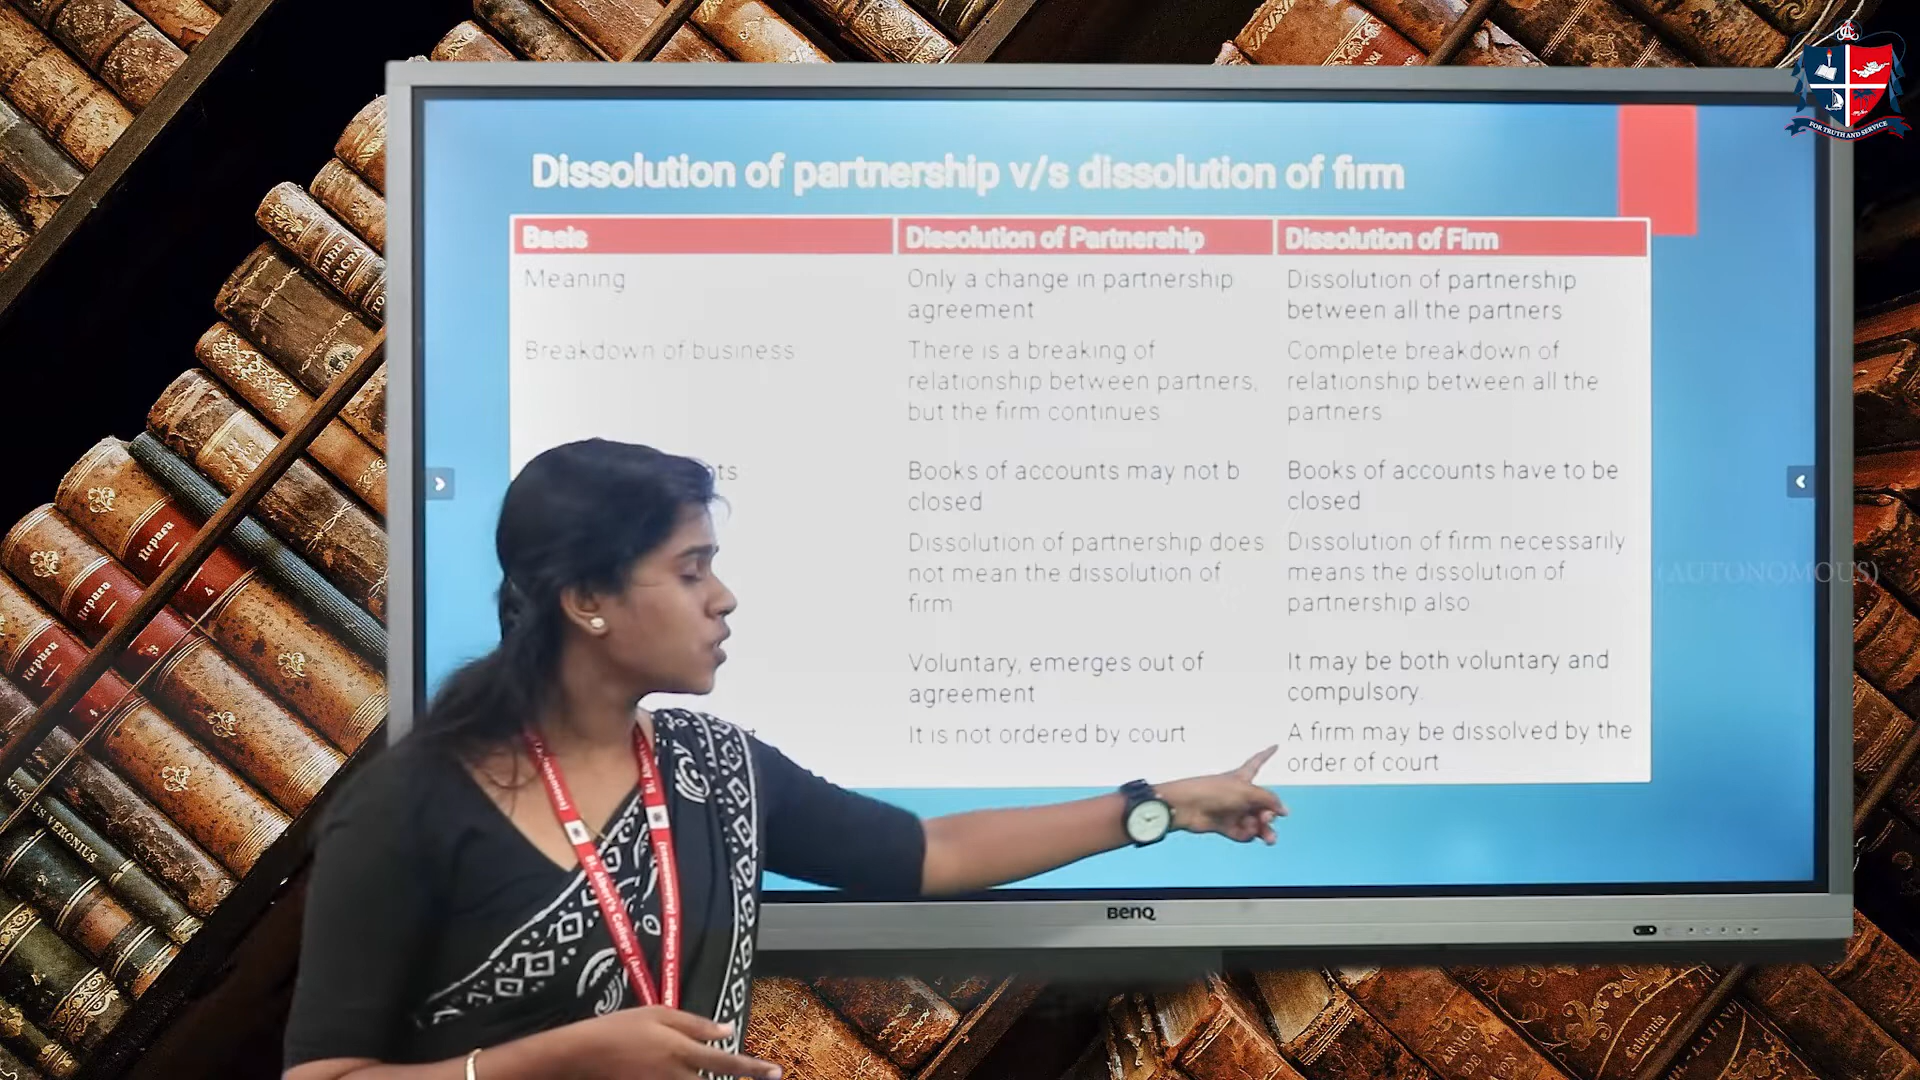 FOR TRUTH AND SERVICE
Dissolution of partnership v/s dissolution of firm
Basis
Dissolution of Partnership
Dissolution of Firm
Meaning
Only a change in partnership
agreement
Dissolution of partnership
between all the partners
Breakdown of business
There is a breaking of
relationship between partners,
but the firm continues
Complete breakdown of
relationship between all the
partners
ts
Books of accounts may not b
closed
Books of accounts have to be
closed
Dissolution of partnership does
not mean the dissolution of
firm
Dissolution of firm necessarily
means the dissolution of
partnership also
Voluntary, emerges out of
agreement
It may be both voluntary and
compulsory.
It is not ordered by court
A firm may be dissolved by the
order of court
(AUTONOMOUS)
BenQ
St. Albert's College (Autonomous)